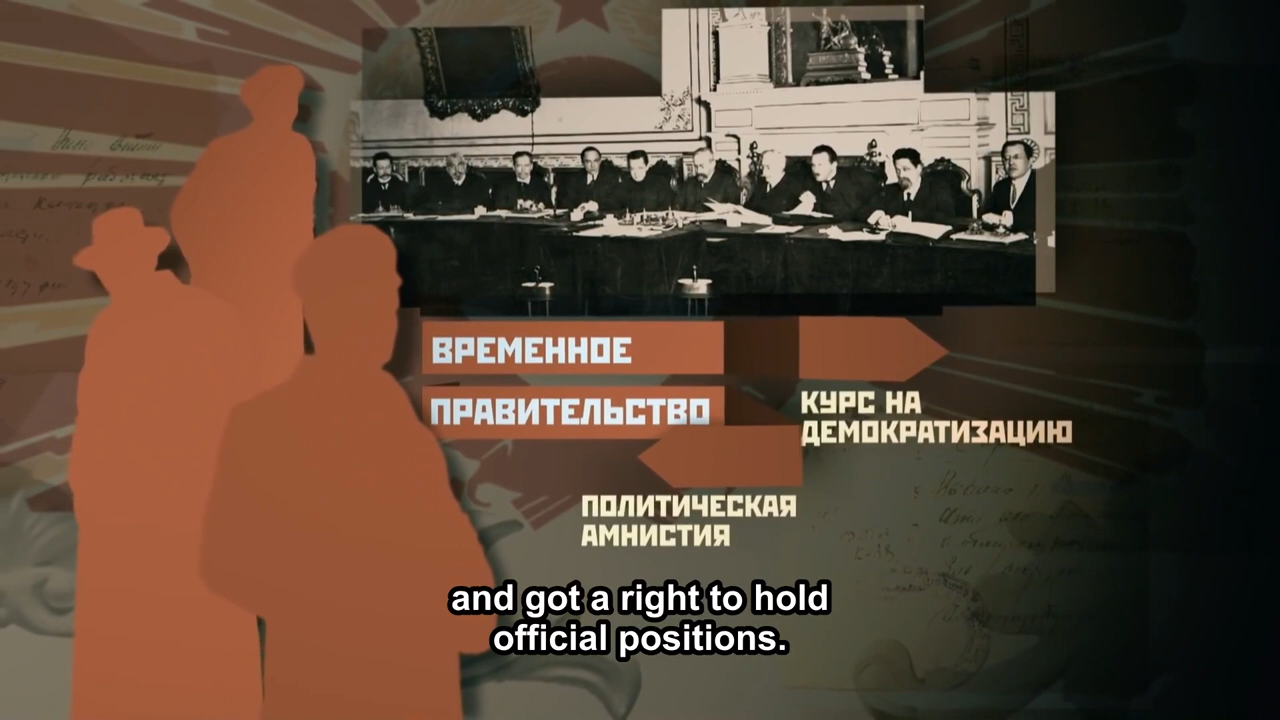 ВРЕМЕННОЕ
ПРАВИТЕЛЬСТВО
КУРС НА
ДЕМОКРАТИЗАЦИЮ
ПОЛИТИЧЕСКАЯ
АМНИСТИЯ
and got a right to hold
official positions.